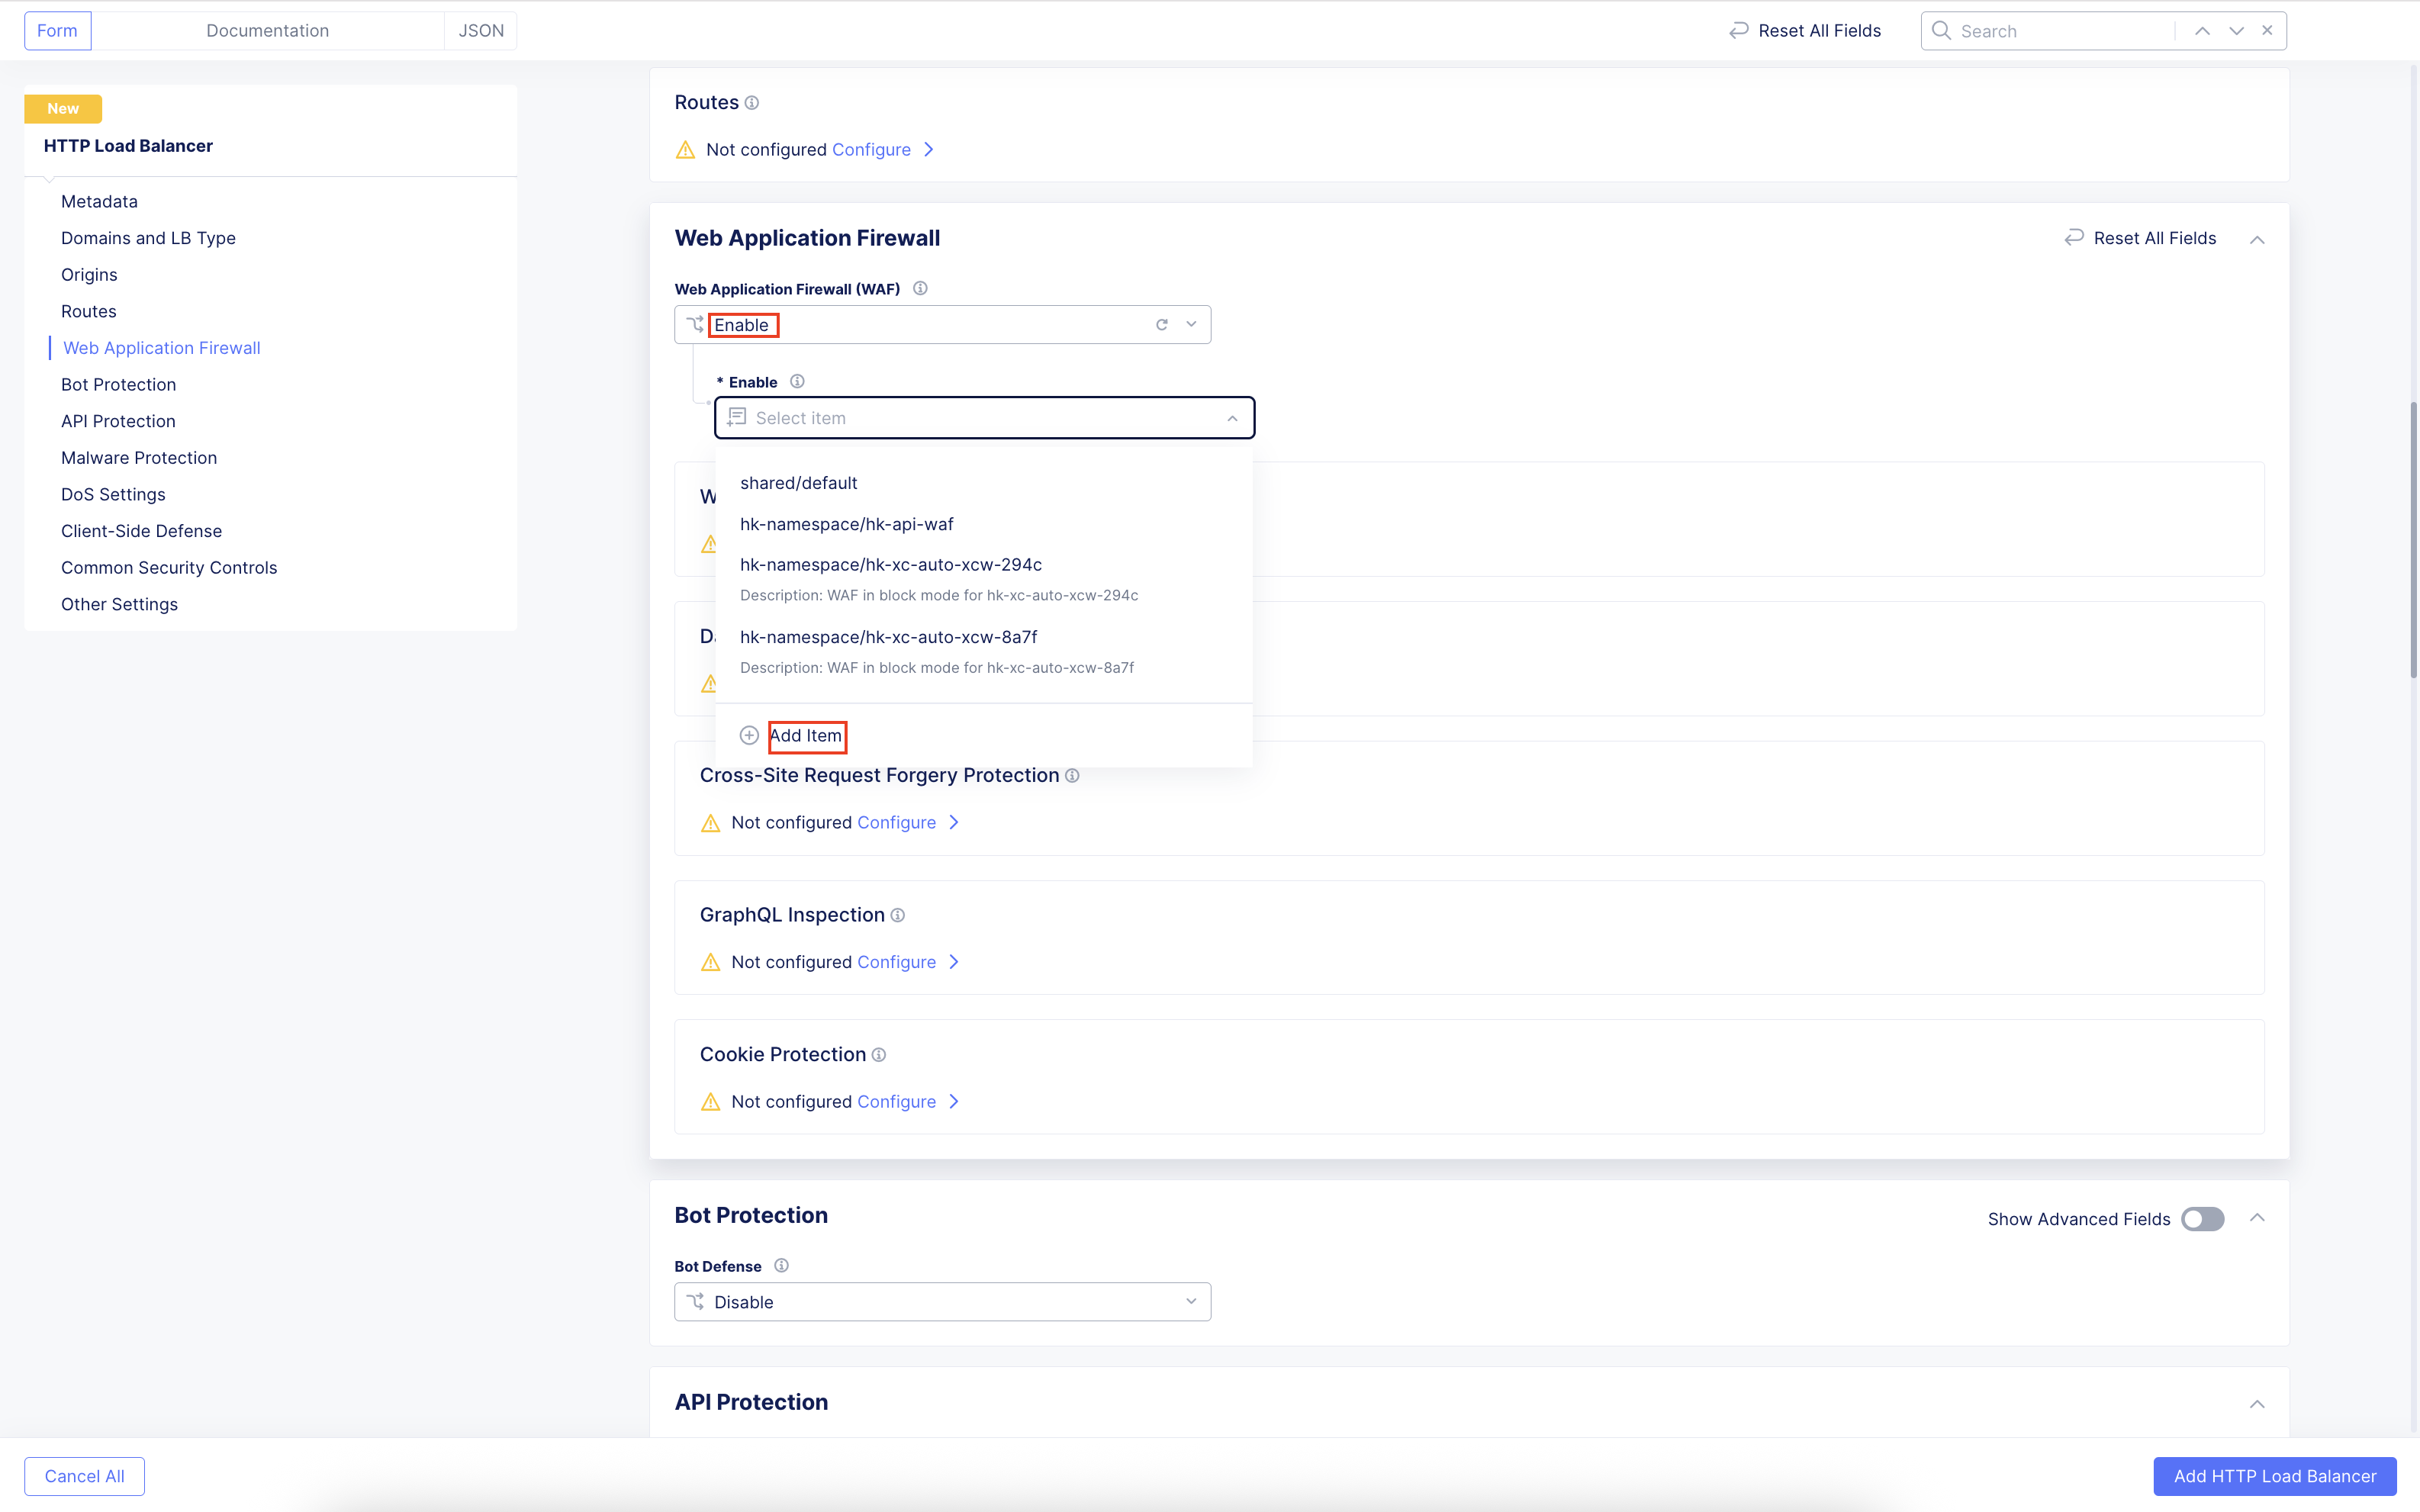 Form
Documentation
JSON
Reset All Fields
Search
New
HTTP Load Balancer
Metadata
Domains and LB Type
Origins
Routes
Web Application Firewall
Bot Protection
API Protection
Malware Protection
DoS Settings
Client-Side Defense
Common Security Controls
Other Settings
Routes
Not configured Configure
Web Application Firewall
Reset All Fields
Web Application Firewall (WAF)
Enable
* Enable
Select item
shared/default
hk-namespace/hk-api-waf
hk-namespace/hk-xc-auto-xcw-294c
Description: WAF in block mode for hk-xc-auto-xcw-294c
hk-namespace/hk-xc-auto-xcw-8a7f
Description: WAF in block mode for hk-xc-auto-xcw-8a7f
Add Item
Cross-Site Request Forgery Protection
Not configured Configure
GraphQL Inspection
Not configured Configure
Cookie Protection
Not configured Configure
Bot Protection
Show Advanced Fields
Bot Defense
Disable
API Protection
Cancel All
Add HTTP Load Balancer